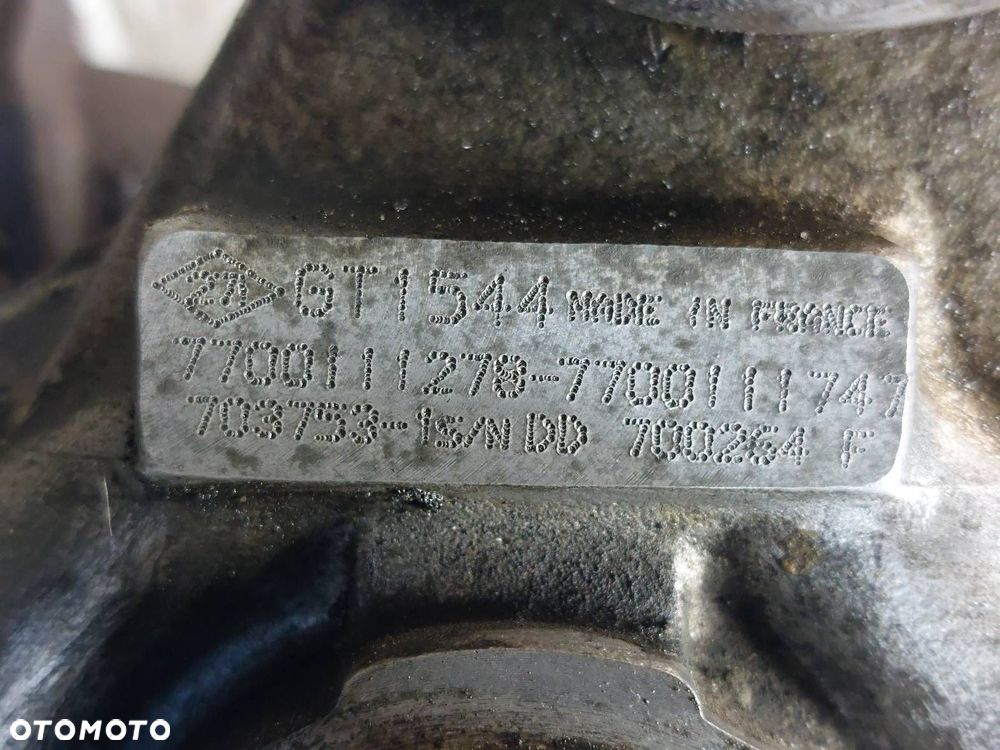 GT1544 MADE IN FRANCE
7700111278-7700111747
703753-1S/N DD 700264 F
OTOMOTO